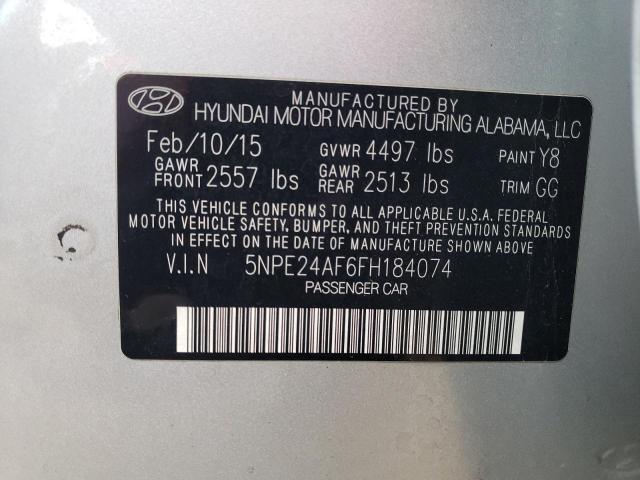 MANUFACTURED BY
HYUNDAI MOTOR MANUFACTURING ALABAMA, LLC
Feb/10/15 GVWR 4497 lbs PAINT Y8
GAWR FRONT 2557 lbs GAWR REAR 2513 lbs TRIM GG
THIS VEHICLE CONFORMS TO ALL APPLICABLE U.S.A. FEDERAL
MOTOR VEHICLE SAFETY, BUMPER, AND THEFT PREVENTION STANDARDS
IN EFFECT ON THE DATE OF MANUFACTURE SHOWN ABOVE.
V.I.N 5NPE24AF6FH184074
PASSENGER CAR